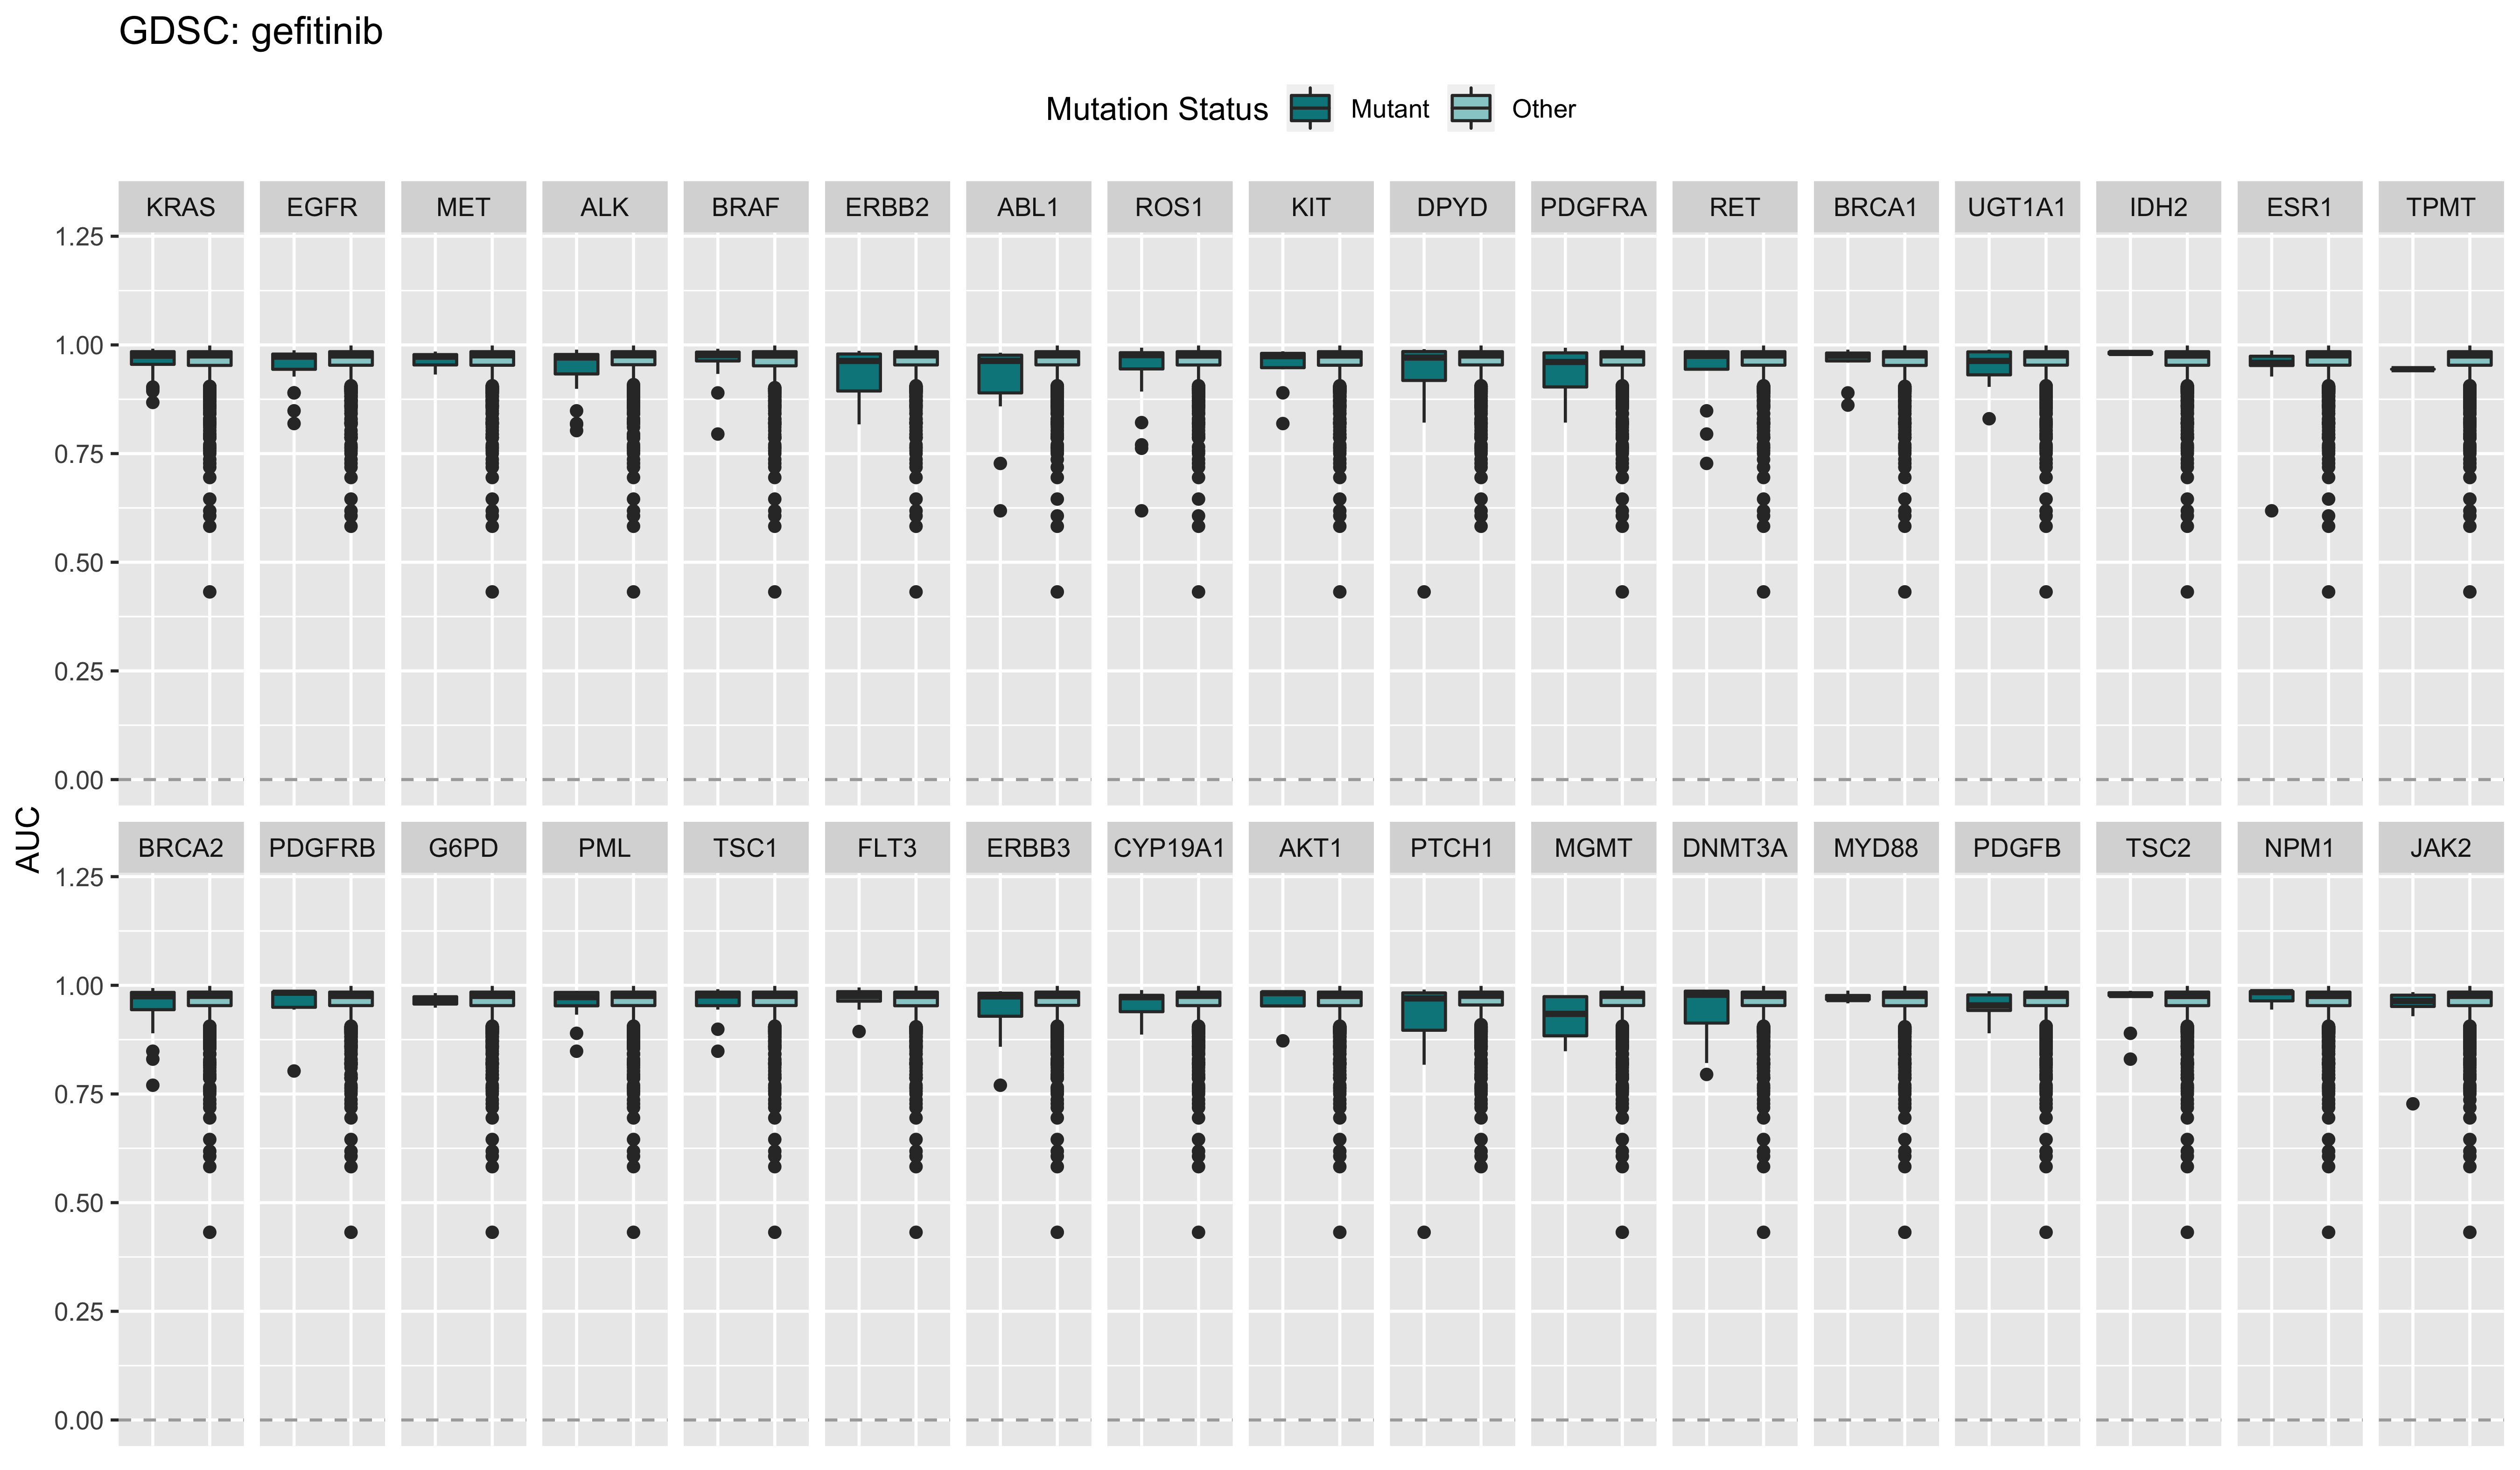 GDSC: gefitinib
Mutation Status Mutant Other
KRAS EGFR MET ALK BRAF ERBB2 ABL1 ROS1 KIT DPYD PDGFRA RET BRCA1 UGT1A1 IDH2 ESR1 TPMT
1.25
1.00
0.75
0.50
0.25
0.00
AUC
BRCA2 PDGFRB G6PD PML TSC1 FLT3 ERBB3 CYP19A1 AKT1 PTCH1 MGMT DNMT3A MYD88 PDGFB TSC2 NPM1 JAK2
1.25
1.00
0.75
0.50
0.25
0.00